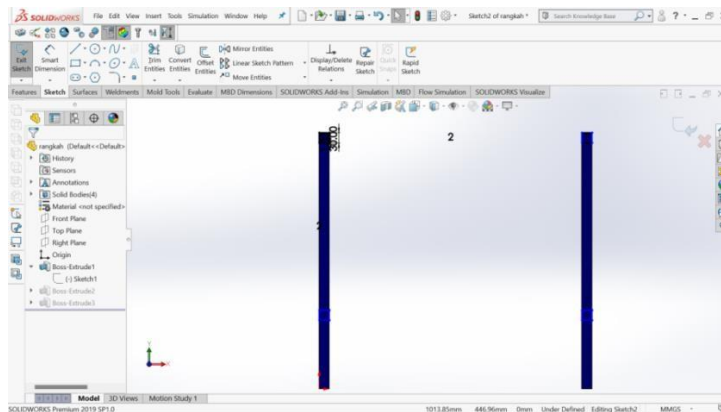 SOLIDWORKS File Edit View Insert Tools Simulation Window Help Sketch2 of rangkah * Search Knowledge Base
Exit Sketch
Smart Dimension
Trim Entities
Convert Entities
Offset Entities
Mirror Entities
Linear Sketch Pattern
Move Entities
Display/Delete Relations
Repair Sketch
Quick Snaps
Rapid Sketch
Features Sketch Surfaces Weldments Mold Tools Evaluate MBD Dimensions SOLIDWORKS Add-Ins Simulation MBD Flow Simulation SOLIDWORKS Visualize
rangkah (Default<<Default>
History
Sensors
Annotations
Solid Bodies(4)
Material <not specified>
Front Plane
Top Plane
Right Plane
Origin
Boss-Extrude1
(-) Sketch1
Boss-Extrude2
Boss-Extrude3
30.00
2
2
Model 3D Views Motion Study 1
SOLIDWORKS Premium 2019 SP1.0 1013.85mm 446.96mm 0mm Under Defined Editing Sketch2 MMGS